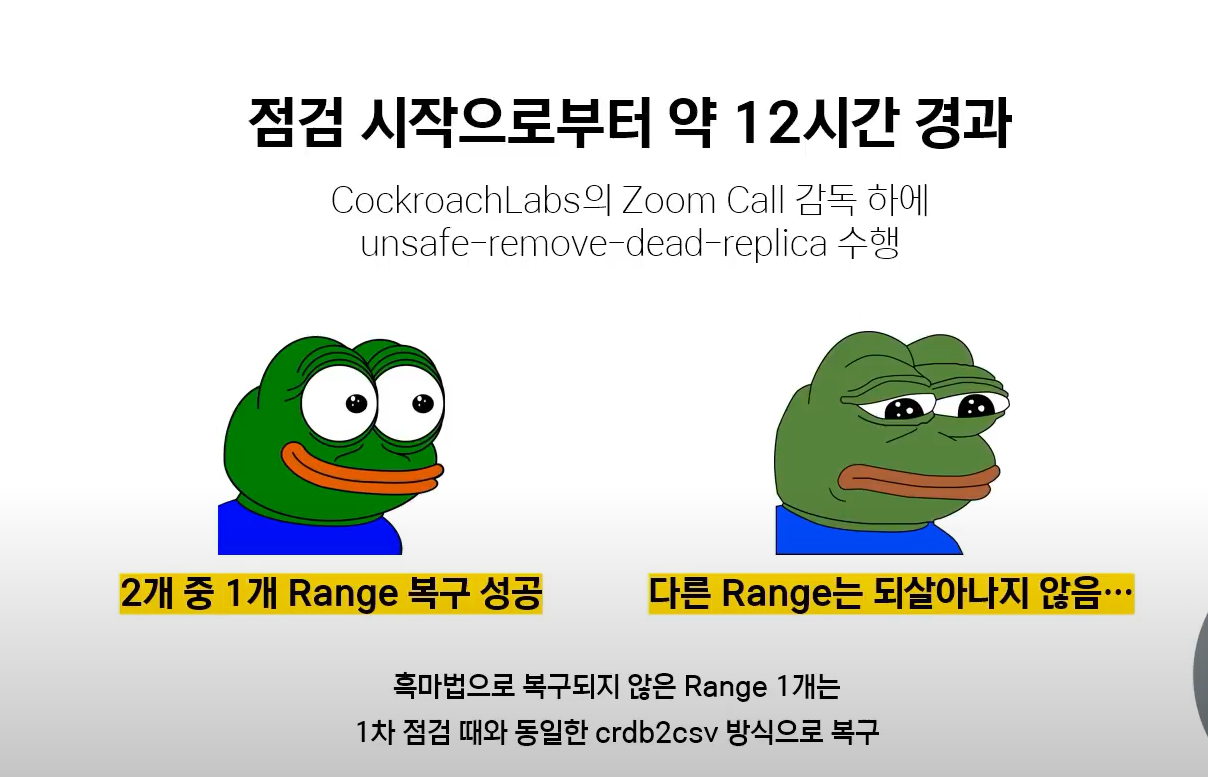 점검 시작으로부터 약 12시간 경과
CockroachLabs의 Zoom Call 감독 하에
unsafe-remove-dead-replica 수행
2개 중 1개 Range 복구 성공
다른 Range는 되살아나지 않음…
흑마법으로 복구되지 않은 Range 1개는
1차 점검 때와 동일한 crdb2csv 방식으로 복구